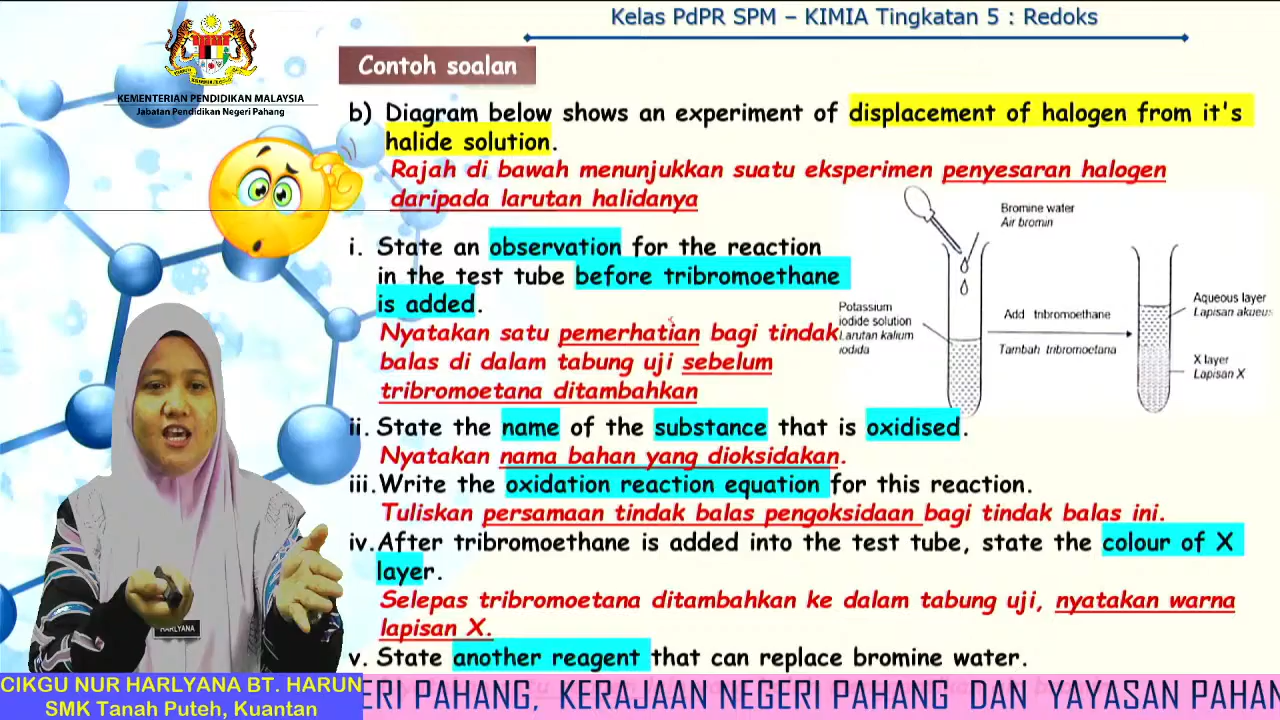 Kelas PdPR SPM – KIMIA Tingkatan 5 : Redoks
KEMENTERIAN PENDIDIKAN MALAYSIA
Jabatan Pendidikan Negeri Pahang
Contoh soalan
b) Diagram below shows an experiment of displacement of halogen from it's
halide solution.
Rajah di bawah menunjukkan suatu eksperimen penyesaran halogen
daripada larutan halidanya
i. State an observation for the reaction
in the test tube before tribromoethane
is added.
Nyatakan satu pemerhatian bagi tindak
balas di dalam tabung uji sebelum
tribromoetana ditambahkan
Bromine water
Air bromin
Potassium
iodide solution
Larutan kalium
iodida
Add tribromoethane
Tambah tribromoetana
Aqueous layer
Lapisan akueus
X layer
Lapisan X
ii. State the name of the substance that is oxidised.
Nyatakan nama bahan yang dioksidakan.
iii. Write the oxidation reaction equation for this reaction.
Tuliskan persamaan tindak balas pengoksidaan bagi tindak balas ini.
iv. After tribromoethane is added into the test tube, state the colour of X
layer.
Selepas tribromoetana ditambahkan ke dalam tabung uji, nyatakan warna
lapisan X.
v. State another reagent that can replace bromine water.
HARLYANA
CIKGU NUR HARLYANA BT. HARUN
SMK Tanah Puteh, Kuantan
ERI PAHANG, KERAJAAN NEGERI PAHANG DAN YAYASAN PAHAN